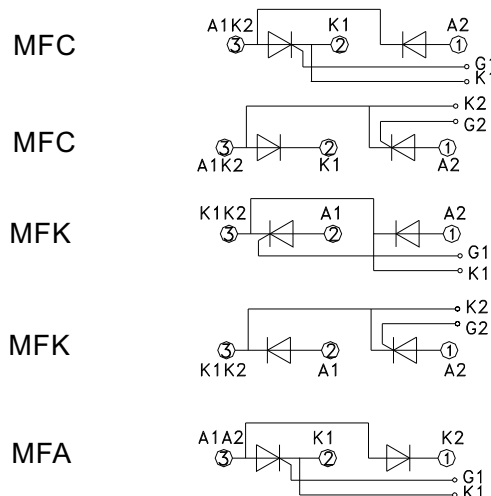 MFC
A1K2 K1 A2
3 2 1
G1
K1
MFC
K2
G2
3 2 1
A1K2 K1 A2
MFK
K1K2 A1 A2
3 2 1
G1
K1
MFK
K2
G2
3 2 1
K1K2 A1 A2
MFA
A1A2 K1 K2
3 2 1
G1
K1